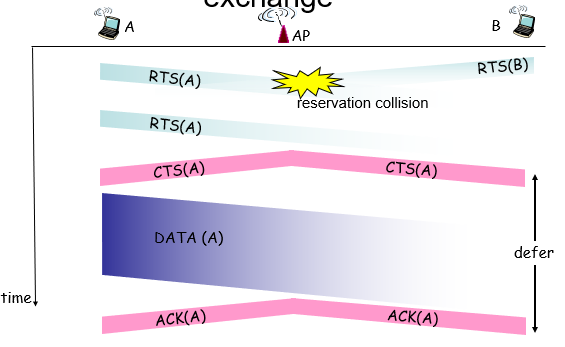 exchange
A
AP
B
RTS(A)
RTS(B)
reservation collision
RTS(A)
CTS(A)
CTS(A)
DATA (A)
defer
time
ACK(A)
ACK(A)